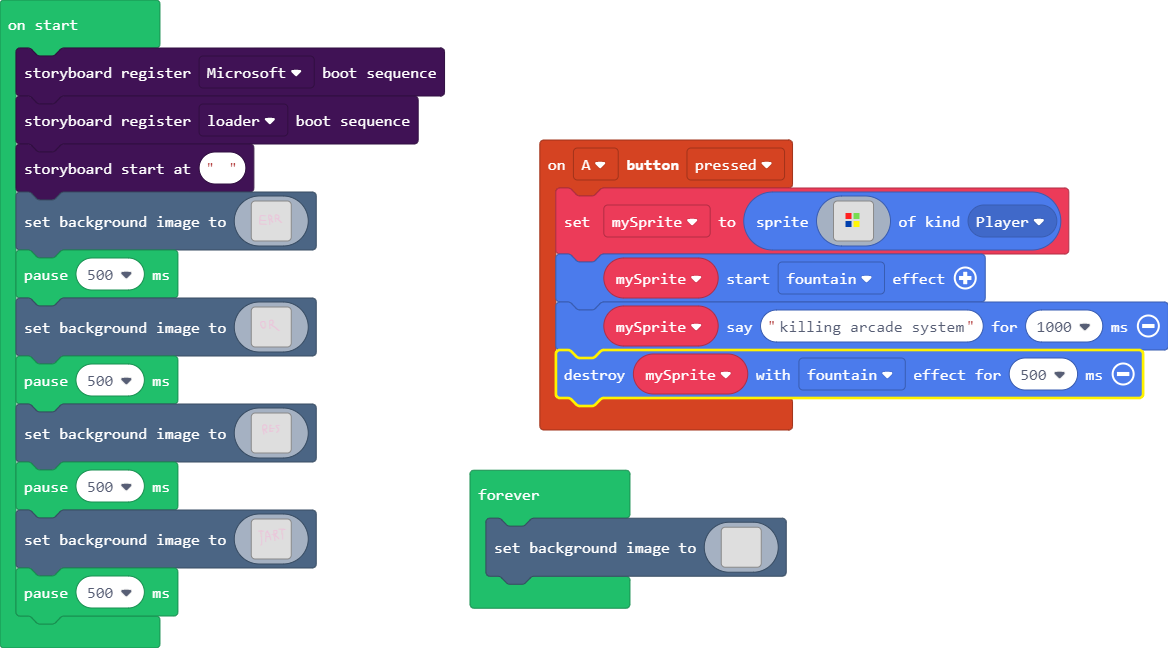 on start
storyboard register Microsoft boot sequence
storyboard register loader boot sequence
storyboard start at " "
set background image to ERR
pause 500 ms
set background image to OR
pause 500 ms
set background image to RES
pause 500 ms
set background image to TART
pause 500 ms
on A button pressed
set mySprite to sprite of kind Player
mySprite start fountain effect
mySprite say "killing arcade system" for 1000 ms
destroy mySprite with fountain effect for 500 ms
forever
set background image to